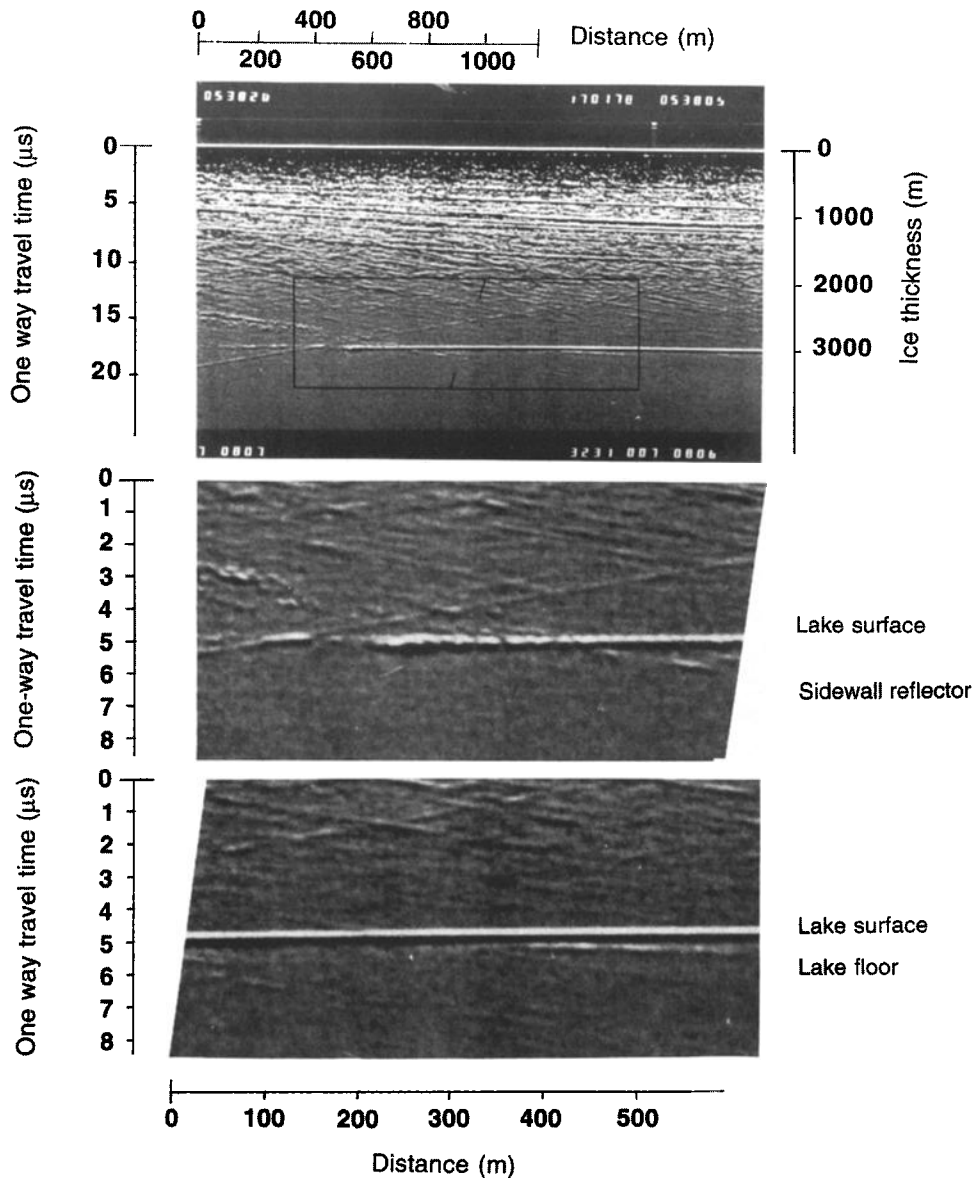 0 400 800
Distance (m)
200 600 1000
053820 170178 053805
One way travel time (µs)
0
5
10
15
20
0
1000
2000
3000
Ice thickness (m)
7 0807 3231 007 0806
One-way travel time (µs)
0
1
2
3
4
5
6
7
8
Lake surface
Sidewall reflector
One way travel time (µs)
0
1
2
3
4
5
6
7
8
Lake surface
Lake floor
0 100 200 300 400 500
Distance (m)